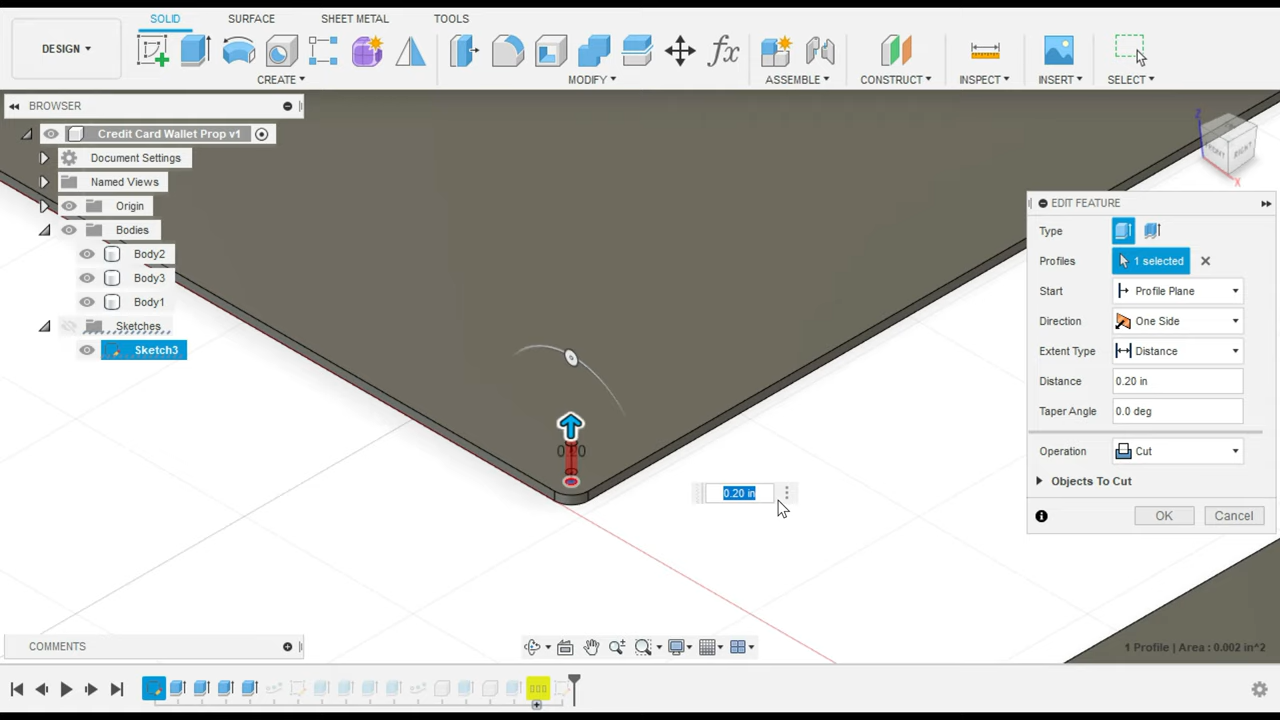 SOLID SURFACE SHEET METAL TOOLS
DESIGN
CREATE MODIFY ASSEMBLE CONSTRUCT INSPECT INSERT SELECT
fx
BROWSER
Credit Card Wallet Prop v1
Document Settings
Named Views
Origin
Bodies
Body2
Body3
Body1
Sketches
Sketch3
Z
FRONT RIGHT
X
EDIT FEATURE
Type
Profiles 1 selected
Start Profile Plane
Direction One Side
Extent Type Distance
Distance 0.20 in
Taper Angle 0.0 deg
Operation Cut
Objects To Cut
OK Cancel
0.20 in
COMMENTS
1 Profile | Area : 0.002 in^2